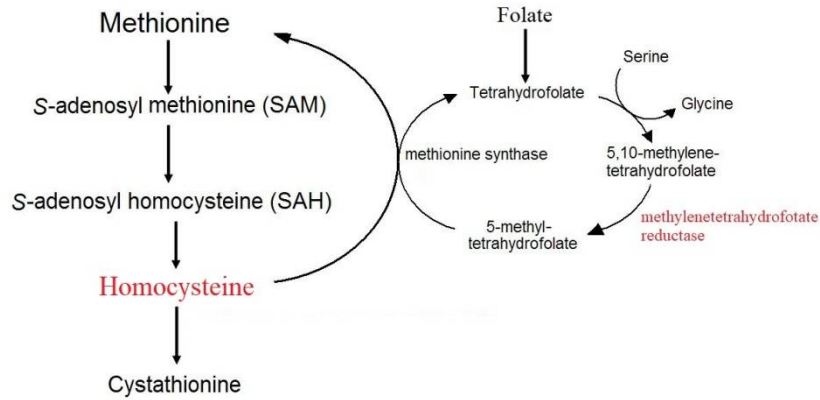 Methionine
S-adenosyl methionine (SAM)
S-adenosyl homocysteine (SAH)
Homocysteine
Cystathionine
Folate
Tetrahydrofolate
Serine
Glycine
methionine synthase
5,10-methylene-
tetrahydrofolate
5-methyl-
tetrahydrofolate
methylenetetrahydrofotate
reductase